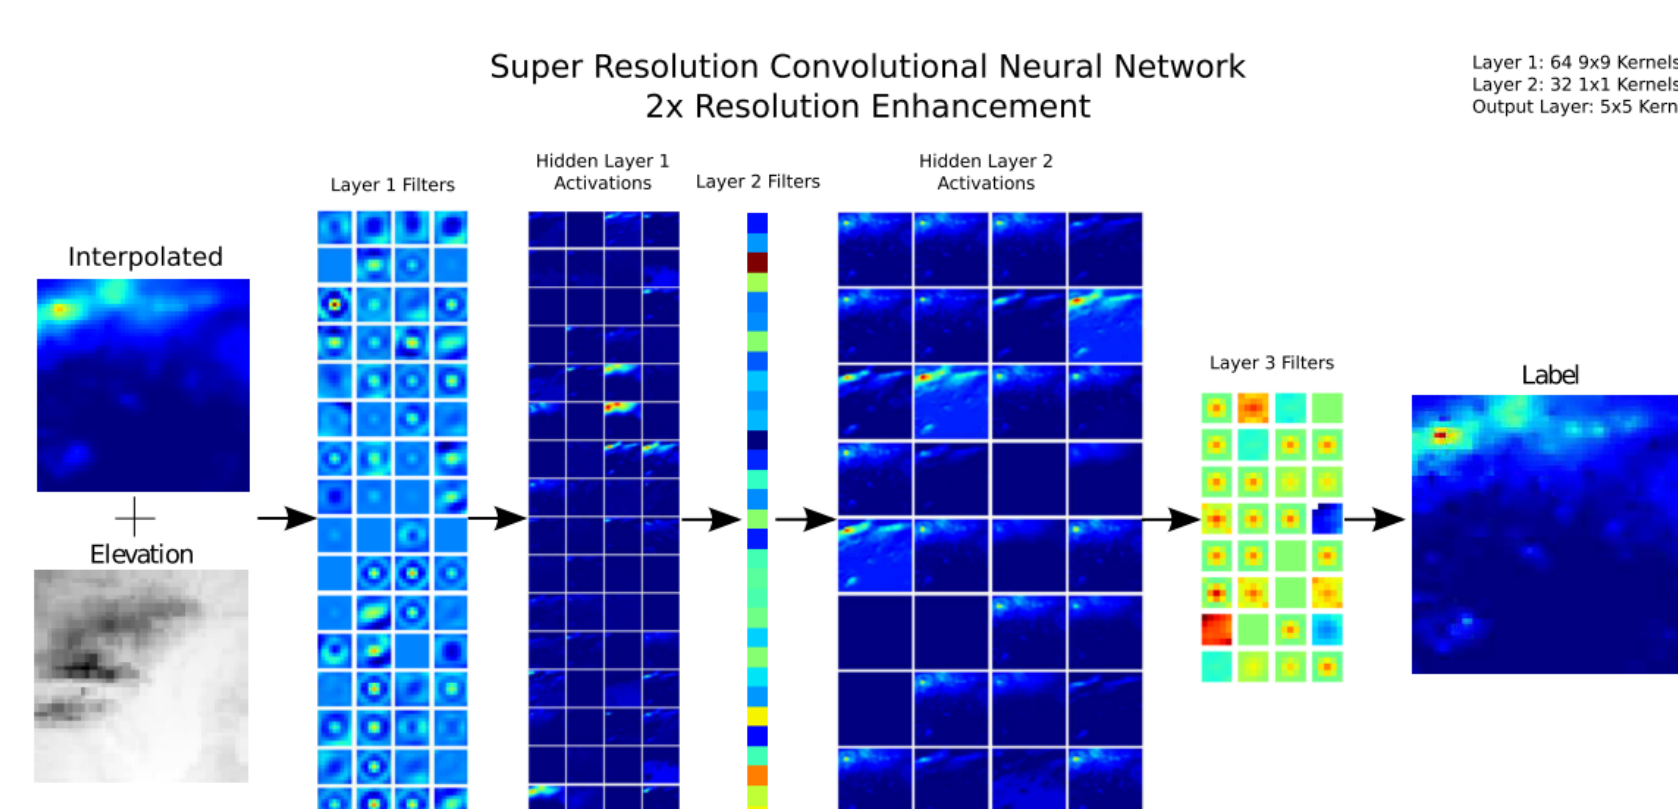 Super Resolution Convolutional Neural Network
2x Resolution Enhancement
Layer 1: 64 9x9 Kernels
Layer 2: 32 1x1 Kernels
Output Layer: 5x5 Kern
Layer 1 Filters
Hidden Layer 1
Activations
Layer 2 Filters
Hidden Layer 2
Activations
Interpolated
Elevation
Layer 3 Filters
Label